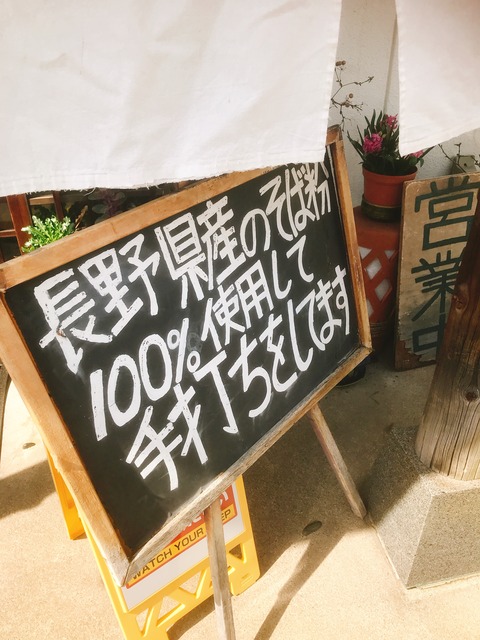 長野県産のそば粉
100%使用して
手打ちをしてます
営業中
WATCH YOUR STEP